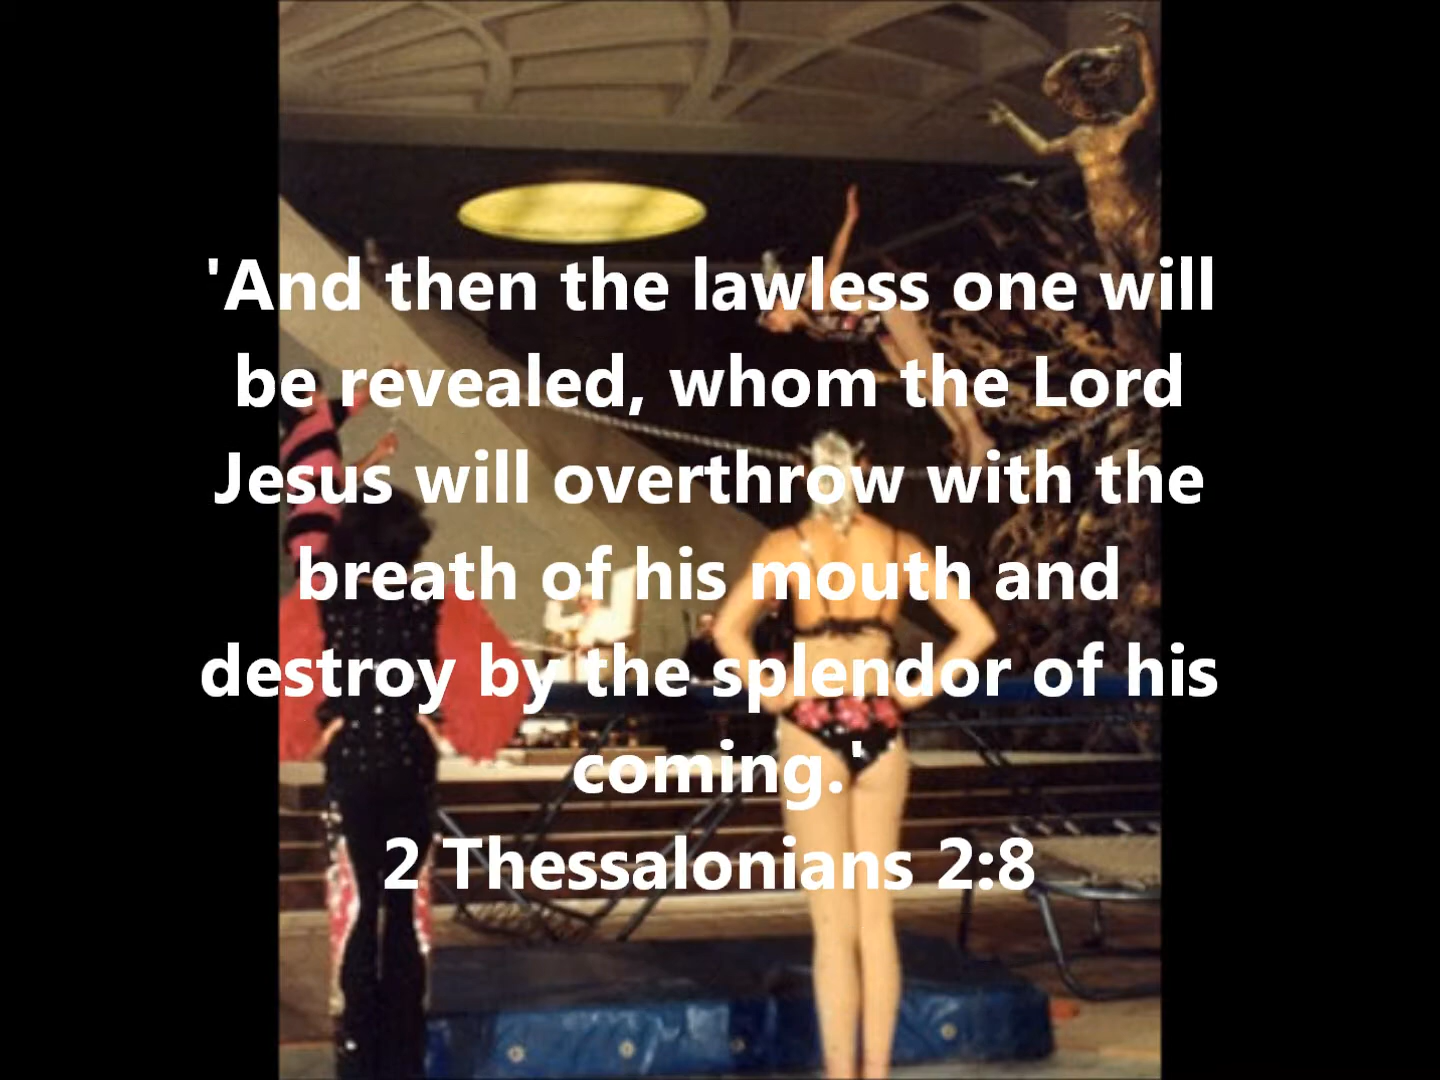 'And then the lawless one will
be revealed, whom the Lord
Jesus will overthrow with the
breath of his mouth and
destroy by the splendor of his
coming.'
2 Thessalonians 2:8